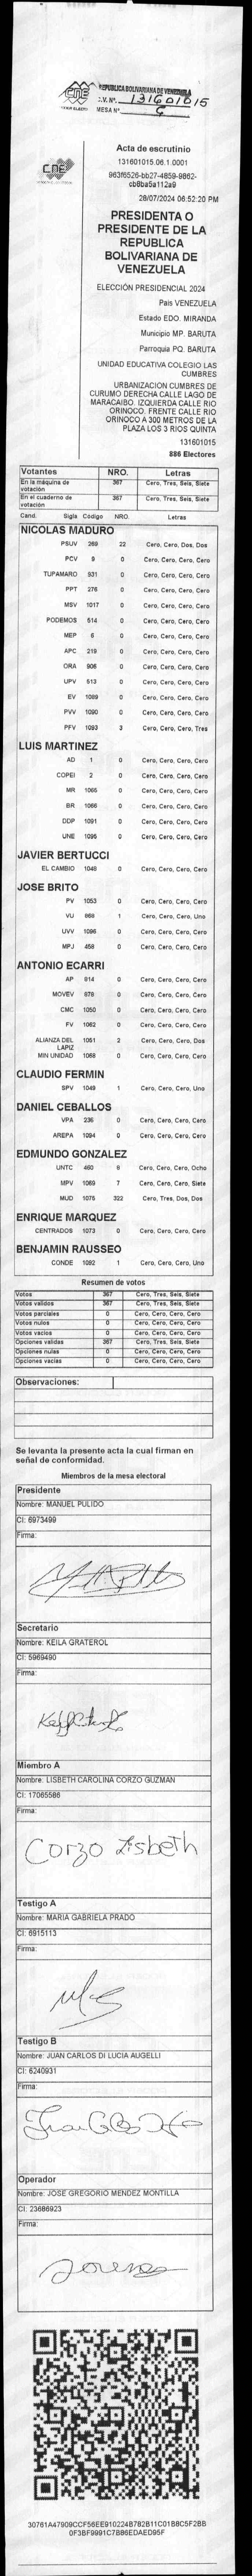 CNE
REPUBLICA BOLIVARIANA DE VENEZUELA
C.V. Nº. 131601015
MESA Nº
CNE
Acta de escrutinio
131601015.06.1.0001
963f6526-bb27-4859-9862-
cb8ba5a112a9
28/07/2024 06:52:20 PM
PRESIDENTA O
PRESIDENTE DE LA
REPUBLICA
BOLIVARIANA DE
VENEZUELA
ELECCIÓN PRESIDENCIAL 2024
Pais VENEZUELA
Estado EDO. MIRANDA
Municipio MP. BARUTA
Parroquia PQ. BARUTA
UNIDAD EDUCATIVA COLEGIO LAS
CUMBRES
URBANIZACIÓN CUMBRES DE
CURUMO DERECHA CALLE LAGO DE
MARACAIBO. IZQUIERDA CALLE RIO
ORINOCO. FRENTE CALLE RIO
ORINOCO A 300 METROS DE LA
PLAZA LOS 3 RIOS QUINTA
131601015
886 Electores
Votantes NRO. Letras
En la máquina de votación 367 Cero, Tres, Seis, Siete
En el cuaderno de votación 367 Cero, Tres, Seis, Siete
Cand. Sigla Codigo NRO. Letras
NICOLAS MADURO
PSUV 269 22 Cero, Cero, Dos, Dos
PCV 9 0 Cero, Cero, Cero, Cero
TUPAMARO 931 0 Cero, Cero, Cero, Cero
PPT 276 0 Cero, Cero, Cero, Cero
MSV 1017 0 Cero, Cero, Cero, Cero
PODEMOS 514 0 Cero, Cero, Cero, Cero
MEP 6 0 Cero, Cero, Cero, Cero
APC 219 0 Cero, Cero, Cero, Cero
ORA 906 0 Cero, Cero, Cero, Cero
UPV 513 0 Cero, Cero, Cero, Cero
EV 1089 0 Cero, Cero, Cero, Cero
PVV 1090 0 Cero, Cero, Cero, Cero
PFV 1093 3 Cero, Cero, Cero, Tres
LUIS MARTINEZ
AD 1 0 Cero, Cero, Cero, Cero
COPEI 2 0 Cero, Cero, Cero, Cero
MR 1065 0 Cero, Cero, Cero, Cero
BR 1066 0 Cero, Cero, Cero, Cero
DDP 1091 0 Cero, Cero, Cero, Cero
UNE 1095 0 Cero, Cero, Cero, Cero
JAVIER BERTUCCI
EL CAMBIO 1048 0 Cero, Cero, Cero, Cero
JOSE BRITO
PV 1053 0 Cero, Cero, Cero, Cero
VU 868 1 Cero, Cero, Cero, Uno
UVV 1096 0 Cero, Cero, Cero, Cero
MPJ 458 0 Cero, Cero, Cero, Cero
ANTONIO ECARRI
AP 914 0 Cero, Cero, Cero, Cero
MOVEV 878 0 Cero, Cero, Cero, Cero
CMC 1050 0 Cero, Cero, Cero, Cero
FV 1062 0 Cero, Cero, Cero, Cero
ALIANZA DEL LAPIZ 1051 2 Cero, Cero, Cero, Dos
MIN UNIDAD 1068 0 Cero, Cero, Cero, Cero
CLAUDIO FERMIN
SPV 1049 1 Cero, Cero, Cero, Uno
DANIEL CEBALLOS
VPA 236 0 Cero, Cero, Cero, Cero
AREPA 1094 0 Cero, Cero, Cero, Cero
EDMUNDO GONZALEZ
UNTC 460 8 Cero, Cero, Cero, Ocho
MPV 1069 7 Cero, Cero, Cero, Siete
MUD 1075 322 Cero, Tres, Dos, Dos
ENRIQUE MARQUEZ
CENTRADOS 1073 0 Cero, Cero, Cero, Cero
BENJAMIN RAUSSEO
CONDE 1092 1 Cero, Cero, Cero, Uno
Resumen de votos
Votos 367 Cero, Tres, Seis, Siete
Votos validos 367 Cero, Tres, Seis, Siete
Votos parciales 0 Cero, Cero, Cero, Cero
Votos nulos 0 Cero, Cero, Cero, Cero
Votos vacios 0 Cero, Cero, Cero, Cero
Opciones validas 367 Cero, Tres, Seis, Siete
Opciones nulas 0 Cero, Cero, Cero, Cero
Opciones vacias 0 Cero, Cero, Cero, Cero
Observaciones:
Se levanta la presente acta la cual firman en
señal de conformidad.
Miembros de la mesa electoral
Presidente
Nombre: MANUEL PULIDO
CI: 6973499
Firma:
Secretario
Nombre: KEILA GRATEROL
CI: 5969490
Firma:
Miembro A
Nombre: LISBETH CAROLINA CORZO GUZMAN
CI: 17065586
Firma:
Corzo Lisbeth
Testigo A
Nombre: MARIA GABRIELA PRADO
CI: 6915113
Firma:
Testigo B
Nombre: JUAN CARLOS DI LUCIA AUGELLI
CI: 6240931
Firma:
Operador
Nombre: JOSE GREGORIO MENDEZ MONTILLA
CI: 23686923
Firma:
30761A47909CCF56EE910224B782B11C01B8C5F2BB
0F3BF9991C7B86EDAED95F